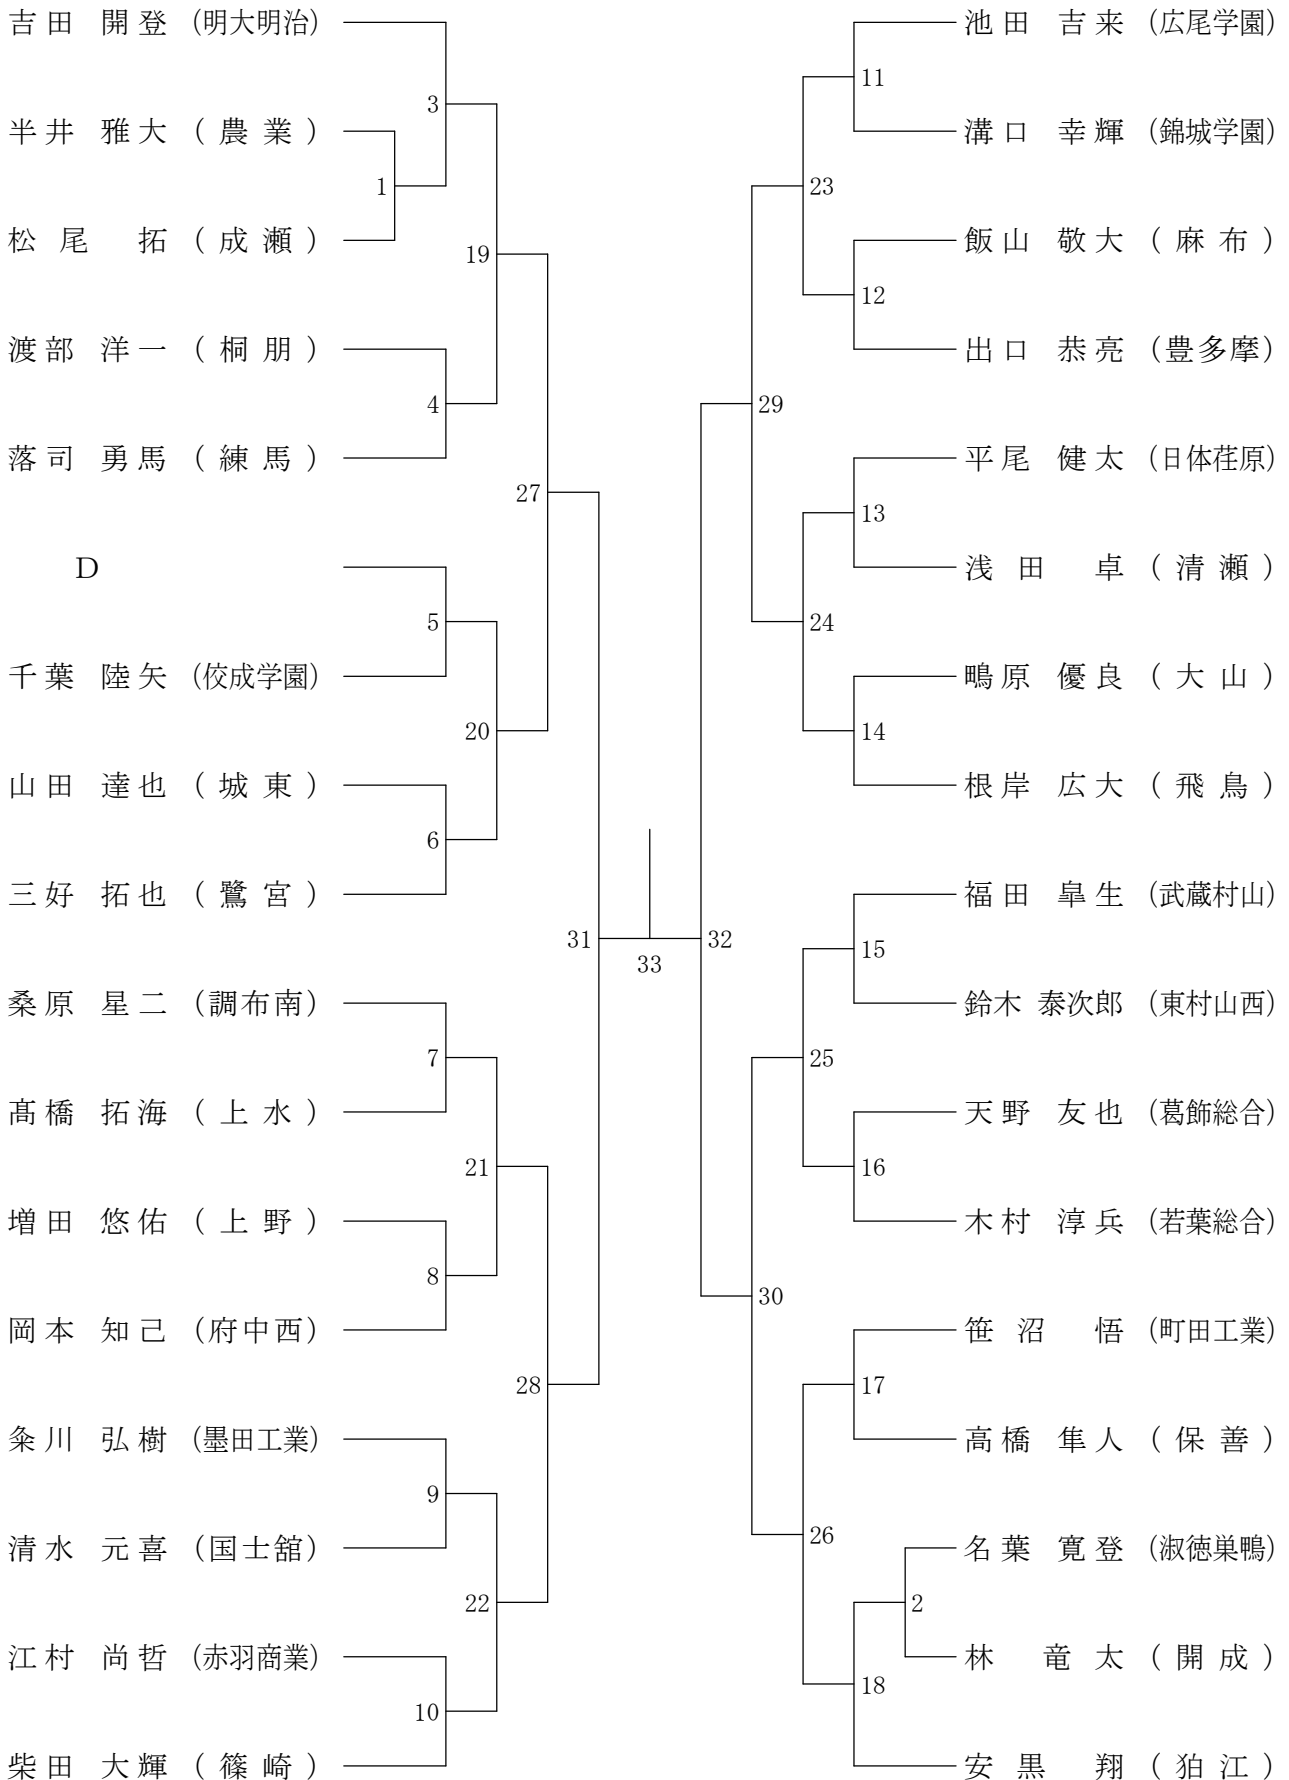 吉田 開登 (明大明治)
3
半井 雅大 (農業)
1
松尾 拓 (成瀬)
19
渡部 洋一 (桐朋)
4
落司 勇馬 (練馬)
27
D
5
千葉 陸矢 (佼成学園)
20
山田 達也 (城東)
6
三好 拓也 (鷺宮)
31
桑原 星二 (調布南)
7
髙橋 拓海 (上水)
21
増田 悠佑 (上野)
8
岡本 知己 (府中西)
28
粂川 弘樹 (墨田工業)
9
清水 元喜 (国士舘)
22
江村 尚哲 (赤羽商業)
10
柴田 大輝 (篠崎)
33
池田 吉来 (広尾学園)
11
溝口 幸輝 (錦城学園)
23
飯山 敬大 (麻布)
12
出口 恭亮 (豊多摩)
29
平尾 健太 (日体荏原)
13
浅田 卓 (清瀬)
24
鴫原 優良 (大山)
14
根岸 広大 (飛鳥)
32
福田 皐生 (武蔵村山)
15
鈴木 泰次郎 (東村山西)
25
天野 友也 (葛飾総合)
16
木村 淳兵 (若葉総合)
30
笹沼 悟 (町田工業)
17
高橋 隼人 (保善)
26
名葉 寛登 (淑徳巣鴨)
2
林 竜太 (開成)
18
安黒 翔 (狛江)